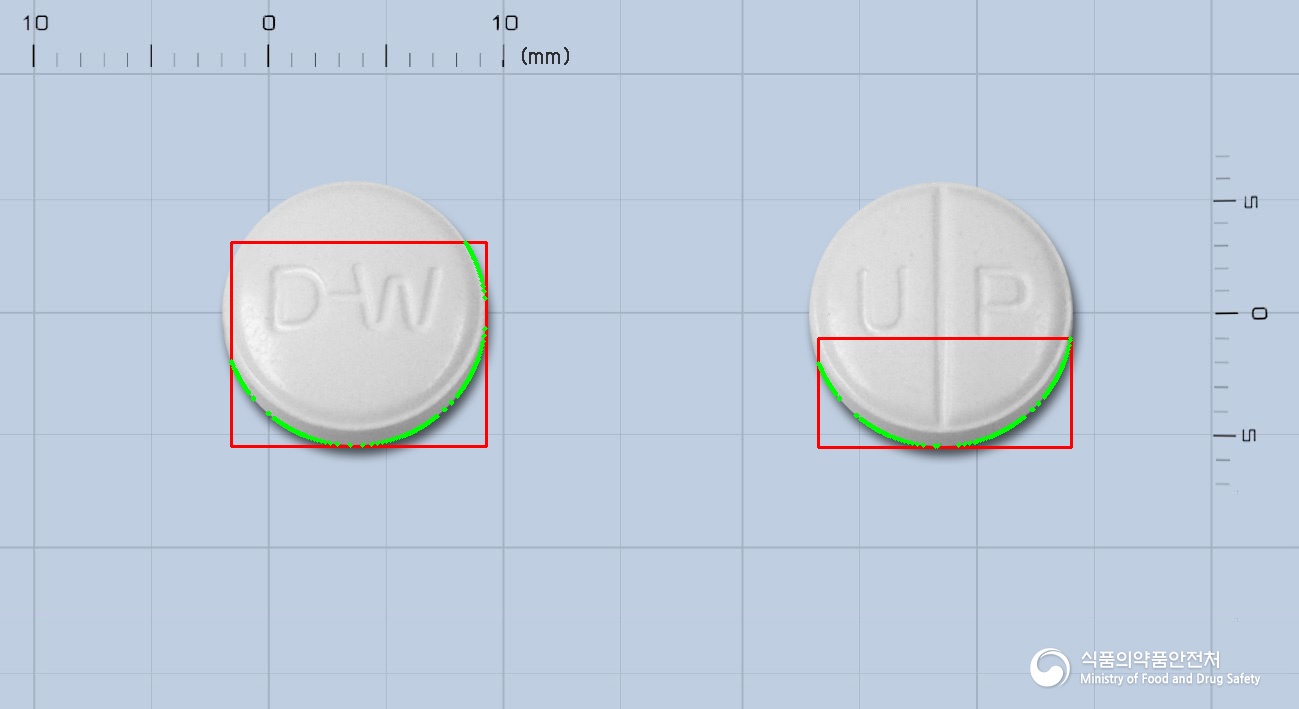 10 0 10
(mm)
D-W
U P
5
0
5
식품의약품안전처
Ministry of Food and Drug Safety